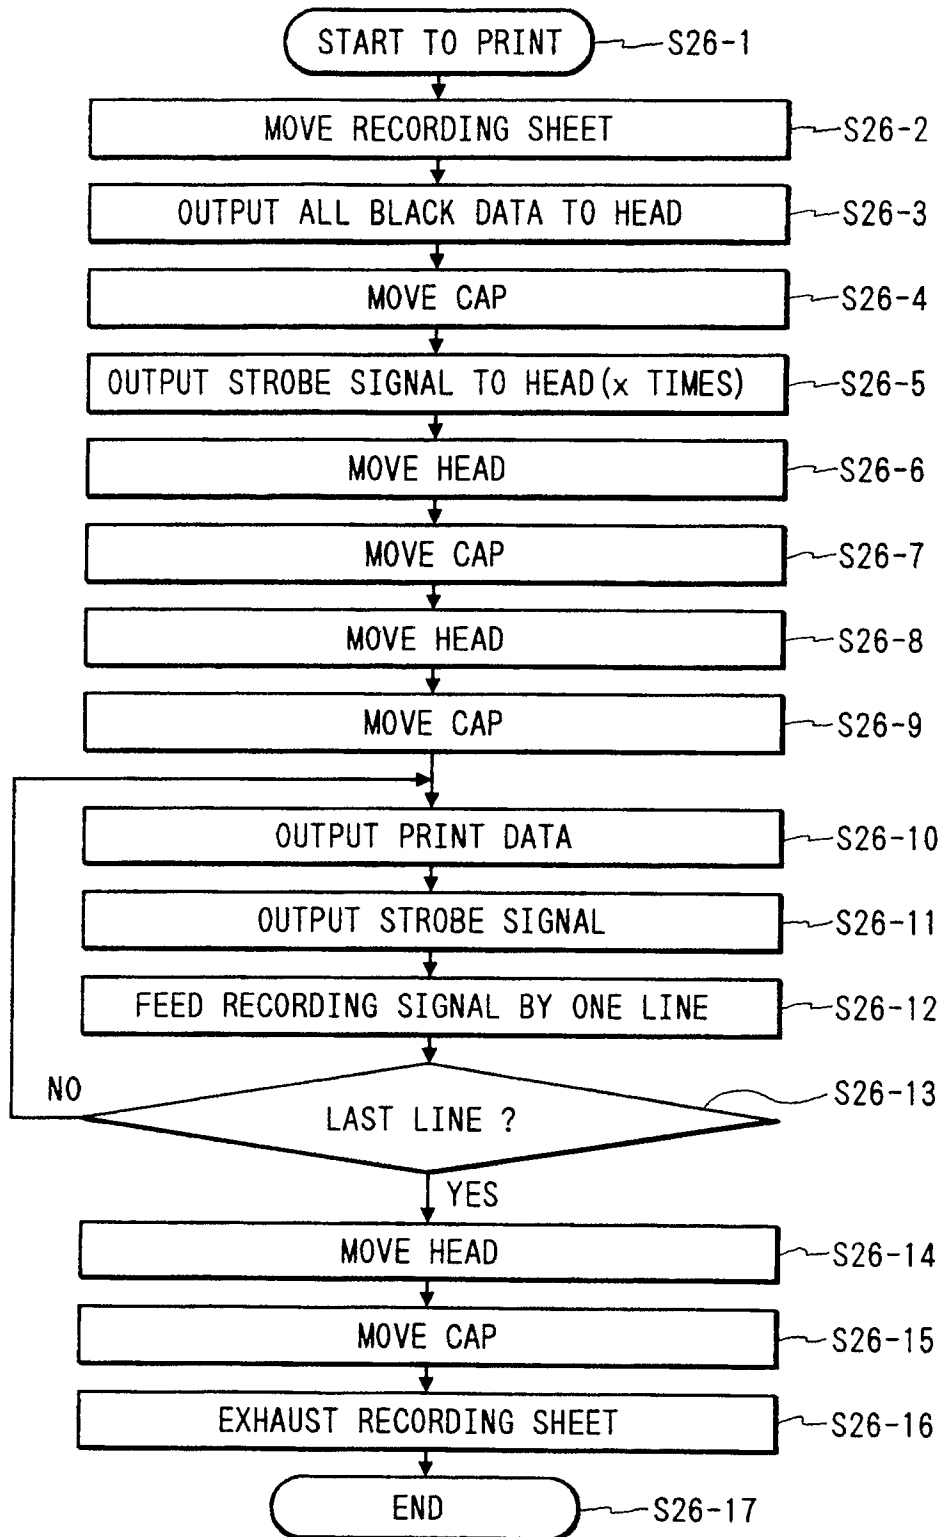 START TO PRINT S26-1
MOVE RECORDING SHEET S26-2
OUTPUT ALL BLACK DATA TO HEAD S26-3
MOVE CAP S26-4
OUTPUT STROBE SIGNAL TO HEAD(x TIMES) S26-5
MOVE HEAD S26-6
MOVE CAP S26-7
MOVE HEAD S26-8
MOVE CAP S26-9
OUTPUT PRINT DATA S26-10
OUTPUT STROBE SIGNAL S26-11
FEED RECORDING SIGNAL BY ONE LINE S26-12
NO
LAST LINE ? S26-13
YES
MOVE HEAD S26-14
MOVE CAP S26-15
EXHAUST RECORDING SHEET S26-16
END S26-17